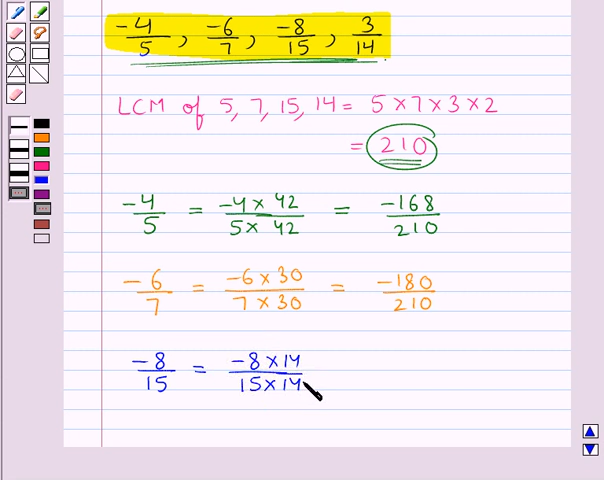 -4/5, -6/7, -8/15, 3/14
LCM of 5, 7, 15, 14 = 5 × 7 × 3 × 2
= 210
-4/5 = -4 × 42/5 × 42 = -168/210
-6/7 = -6 × 30/7 × 30 = -180/210
-8/15 = -8 × 14/15 × 14